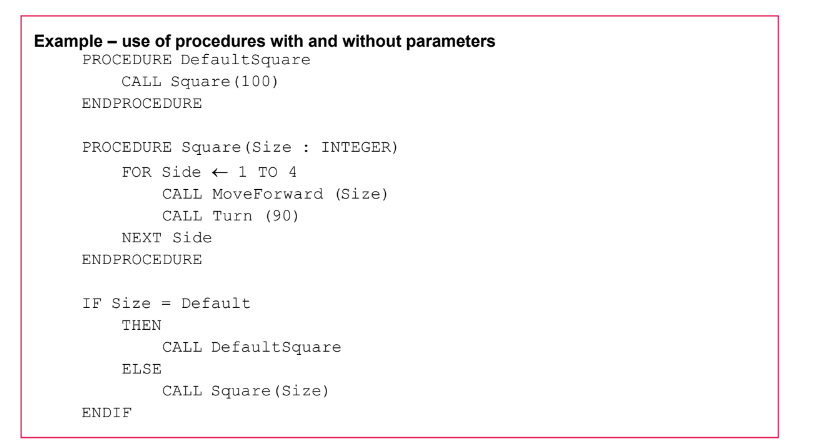 Example – use of procedures with and without parameters
PROCEDURE DefaultSquare
CALL Square(100)
ENDPROCEDURE
PROCEDURE Square(Size : INTEGER)
FOR Side ← 1 TO 4
CALL MoveForward (Size)
CALL Turn (90)
NEXT Side
ENDPROCEDURE
IF Size = Default
THEN
CALL DefaultSquare
ELSE
CALL Square(Size)
ENDIF